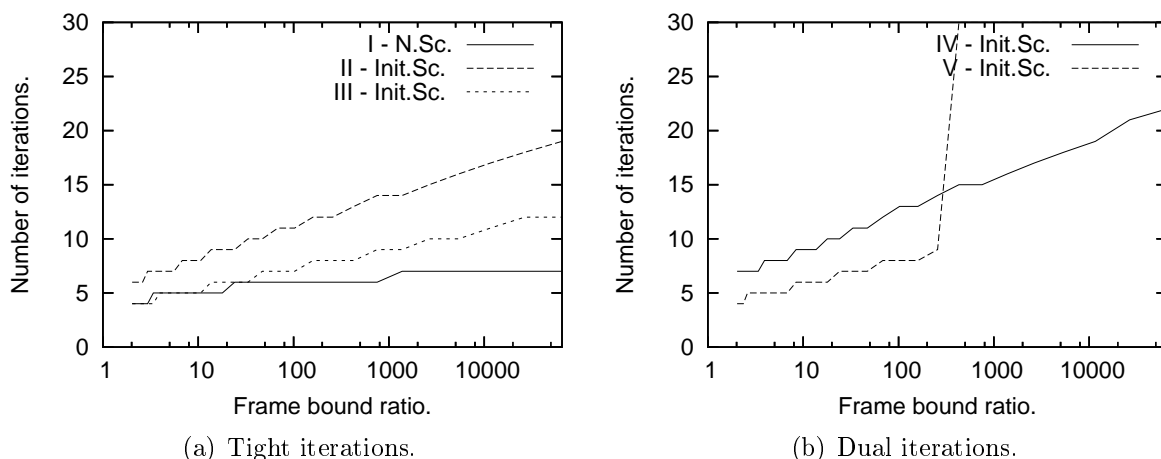 30
25
20
15
10
5
0
Number of iterations.
I - N.Sc.
II - Init.Sc.
III - Init.Sc.
1 10 100 1000 10000
Frame bound ratio.
(a) Tight iterations.
30
25
20
15
10
5
0
Number of iterations.
IV - Init.Sc.
V - Init.Sc.
1 10 100 1000 10000
Frame bound ratio.
(b) Dual iterations.